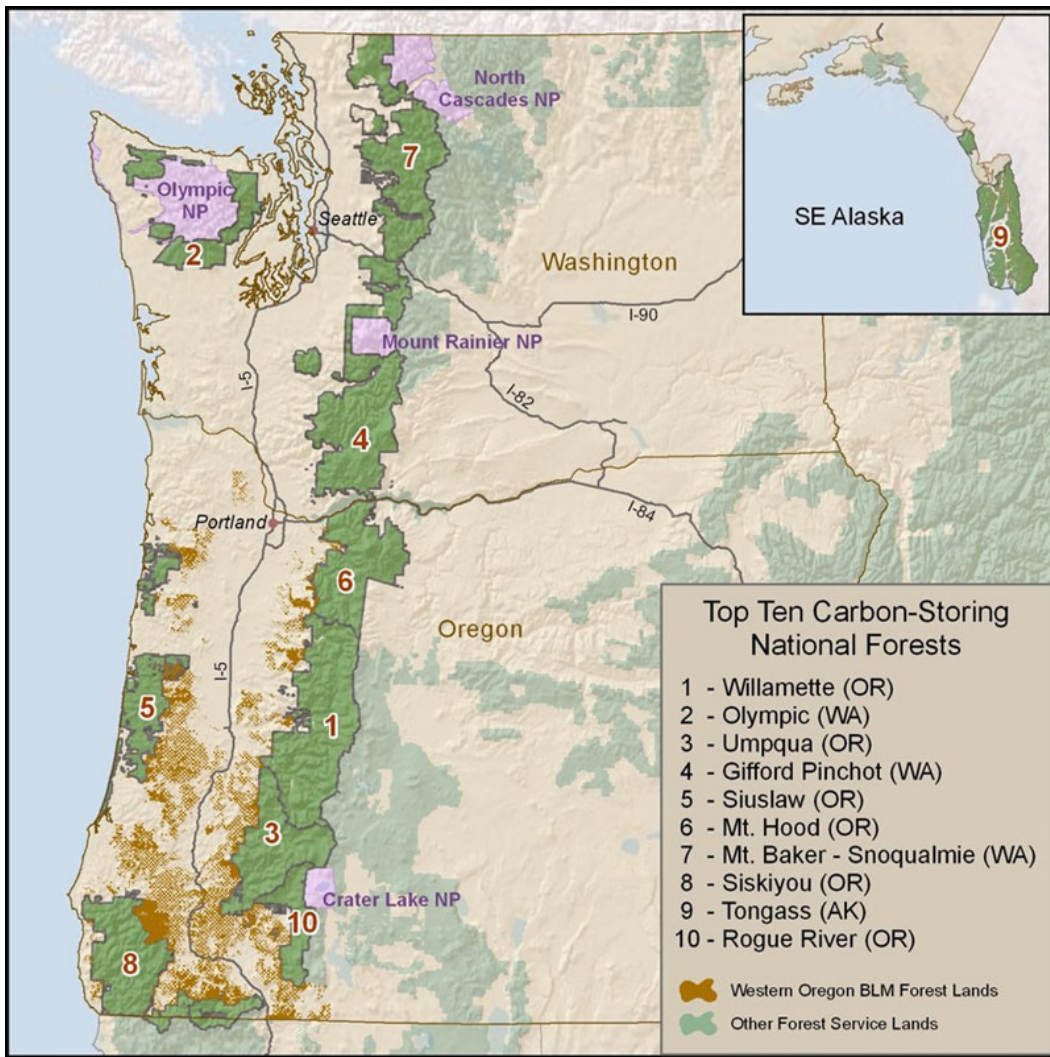 North
Cascades NP
7
Olympic
NP
Seattle
2
Washington
SE Alaska
9
I-90
Mount Rainier NP
I-5
I-82
4
Portland
I-84
6
Oregon
I-5
5
1
3
Crater Lake NP
10
8
Top Ten Carbon-Storing
National Forests
1 - Willamette (OR)
2 - Olympic (WA)
3 - Umpqua (OR)
4 - Gifford Pinchot (WA)
5 - Siuslaw (OR)
6 - Mt. Hood (OR)
7 - Mt. Baker - Snoqualmie (WA)
8 - Siskiyou (OR)
9 - Tongass (AK)
10 - Rogue River (OR)
Western Oregon BLM Forest Lands
Other Forest Service Lands